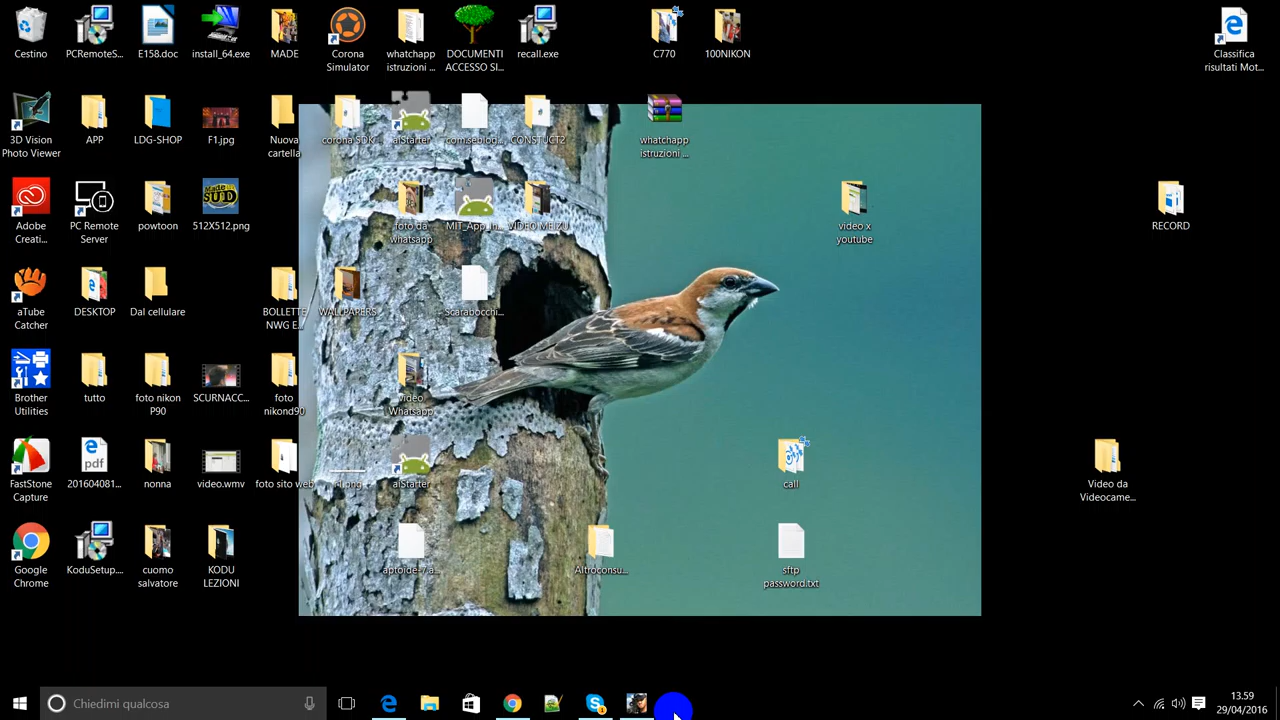 Cestino
PCRemoteS...
E158.doc
install_64.exe
MADE
Corona
Simulator
whatchapp
istruzioni ...
DOCUMENTI
ACCESSO SI...
recall.exe
C770
100NIKON
Classifica
risultati Mot...
3D Vision
Photo Viewer
APP
LDG-SHOP
F1.jpg
Nuova
cartella
corona SDK
aiStarter
com.seblog...
CONSTUCT2
whatchapp
istruzioni ...
Adobe
Creati...
PC Remote
Server
powtoon
512X512.png
foto da
whatsapp
MIT_App_In...
VIDEO MEIZU
video x
youtube
RECORD
aTube
Catcher
DESKTOP
Dal cellulare
BOLLETTE
NWG E...
WALLPAPERS
Scarabocchi...
Brother
Utilities
tutto
foto nikon
P90
SCURNACC...
foto
nikond90
video
Whatsapp
FastStone
Capture
pdf
201604081...
nonna
video.wmv
foto sito web
aiStarter
call
Video da
Videocame...
Google
Chrome
KoduSetup....
cuomo
salvatore
KODU
LEZIONI
aptoide-7.a...
Altroconsu...
sftp
password.txt
Chiedimi qualcosa
13.59
29/04/2016